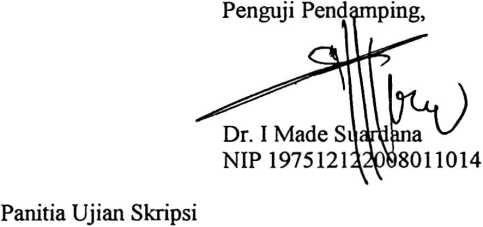 Penguji Pendamping,
Dr. I Made Suardana
NIP 197512122008011014
Panitia Ujian Skripsi